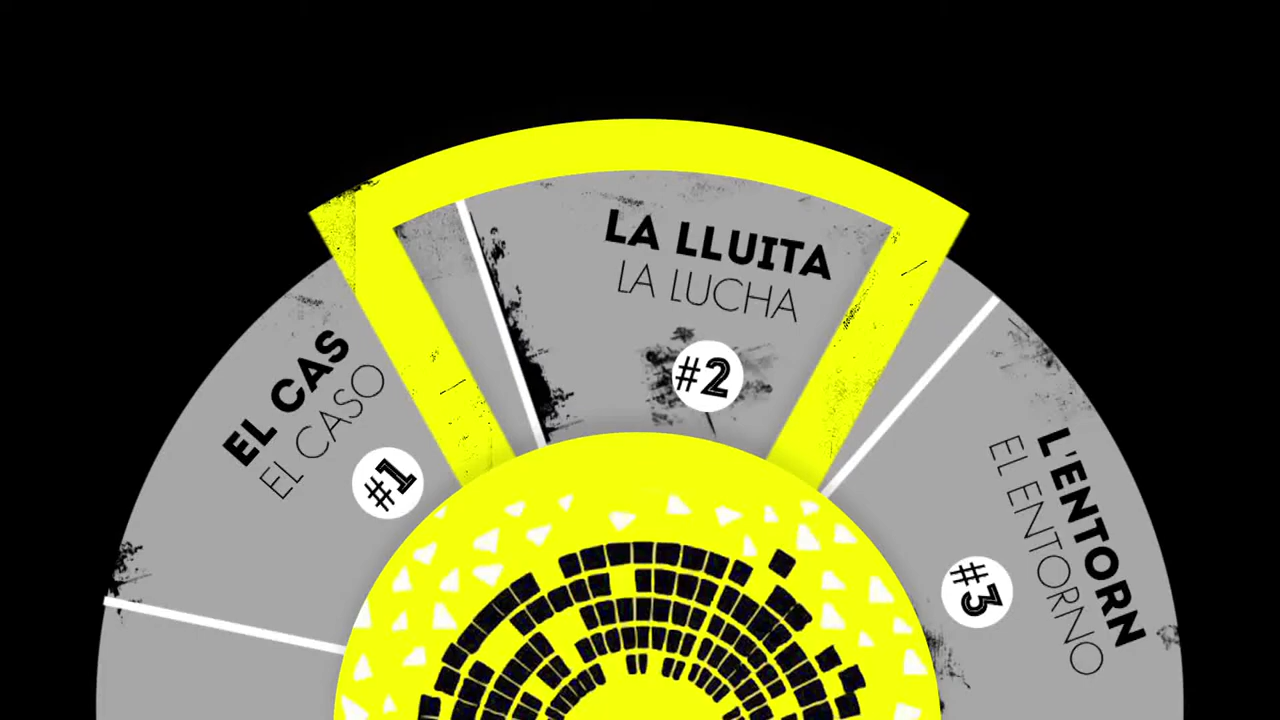 EL CAS
EL CASO
#1
LA LLUITA
LA LUCHA
#2
L'ENTORN
EL ENTORNO
#3